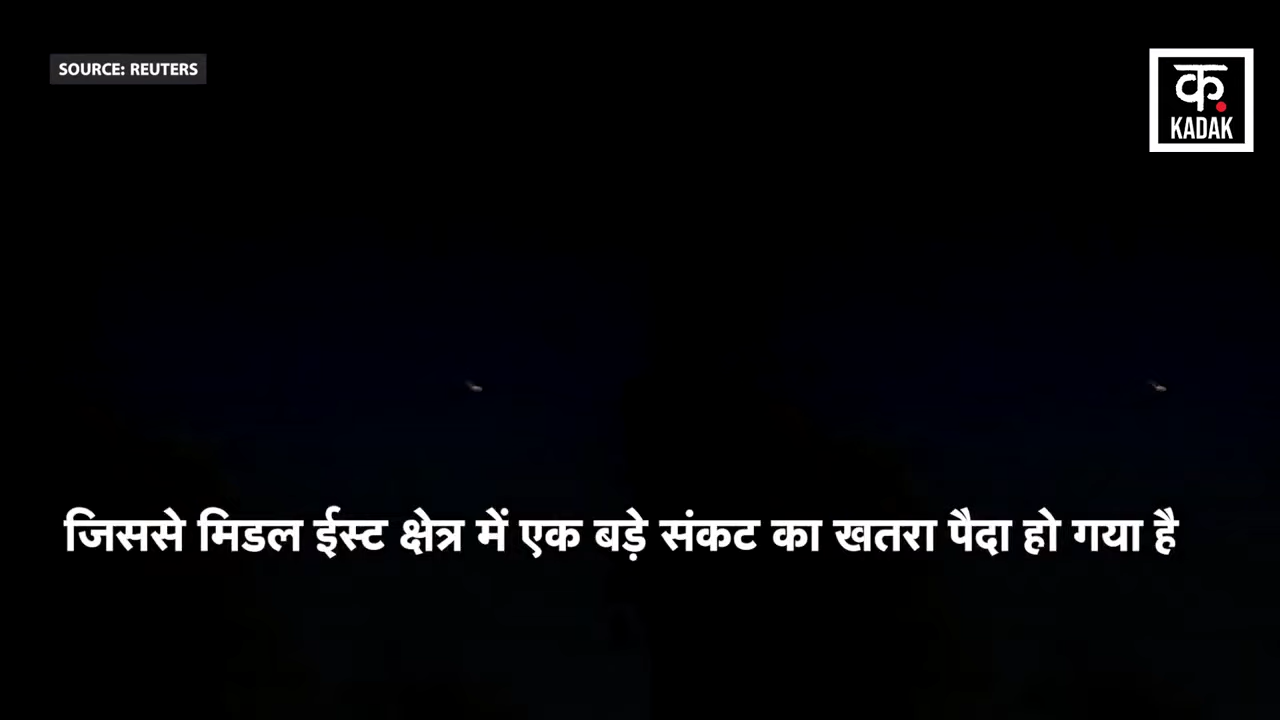 SOURCE: REUTERS
क.
KADAK
जिससे मिडल ईस्ट क्षेत्र में एक बड़े संकट का खतरा पैदा हो गया है